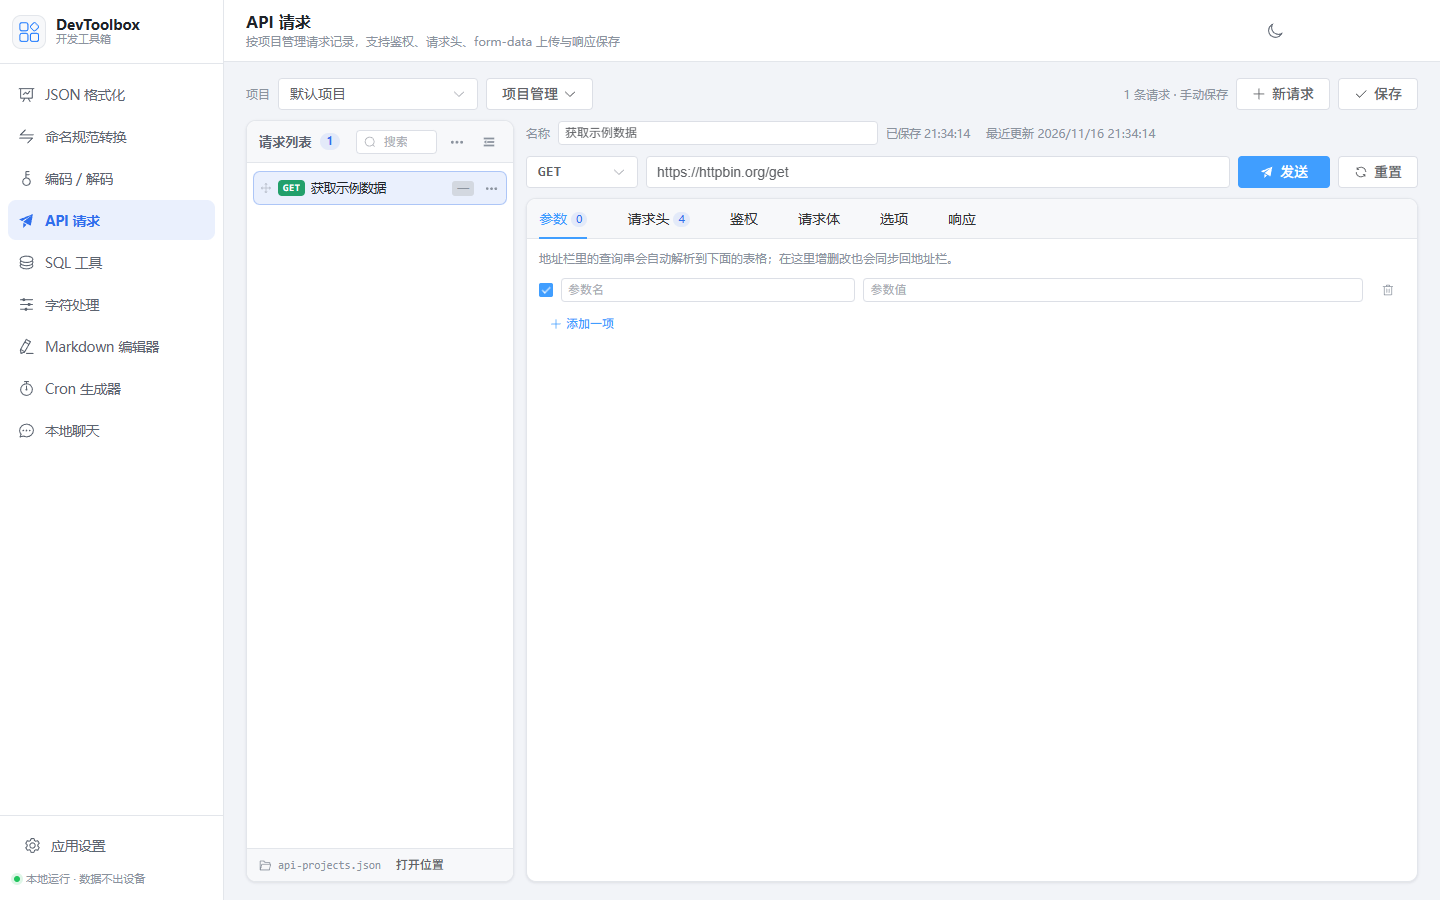 DevToolbox
开发工具箱
JSON 格式化
命名规范转换
编码 / 解码
API 请求
SQL 工具
字符处理
Markdown 编辑器
Cron 生成器
本地聊天
应用设置
本地运行 · 数据不出设备
API 请求
按项目管理请求记录，支持鉴权、请求头、form-data 上传与响应保存
项目 默认项目 项目管理 1 条请求 · 手动保存 新请求 保存
请求列表 1 搜索
GET 获取示例数据 —
api-projects.json 打开位置
名称 获取示例数据 已保存 21:34:14 最近更新 2026/11/16 21:34:14
GET https://httpbin.org/get 发送 重置
参数 0 请求头 4 鉴权 请求体 选项 响应
地址栏里的查询串会自动解析到下面的表格；在这里增删改也会同步回地址栏。
参数名 参数值
添加一项